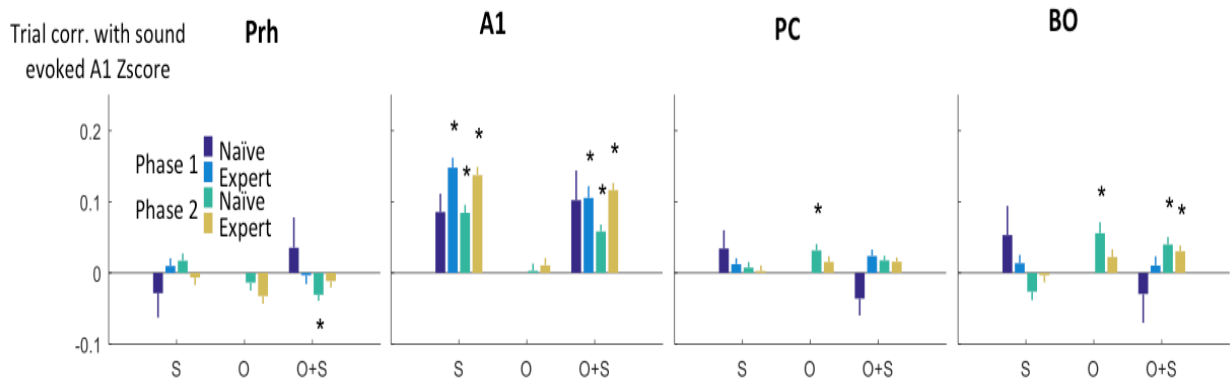 Trial corr. with sound
evoked A1 Zscore
Prh
A1
PC
BO
0.2
0.1
0
-0.1
Phase 1
Naïve
Expert
Phase 2
Naïve
Expert
*
*
*
*
*
*
*
*
*
*
*
S
O
O+S
S
O
O+S
S
O
O+S
S
O
O+S